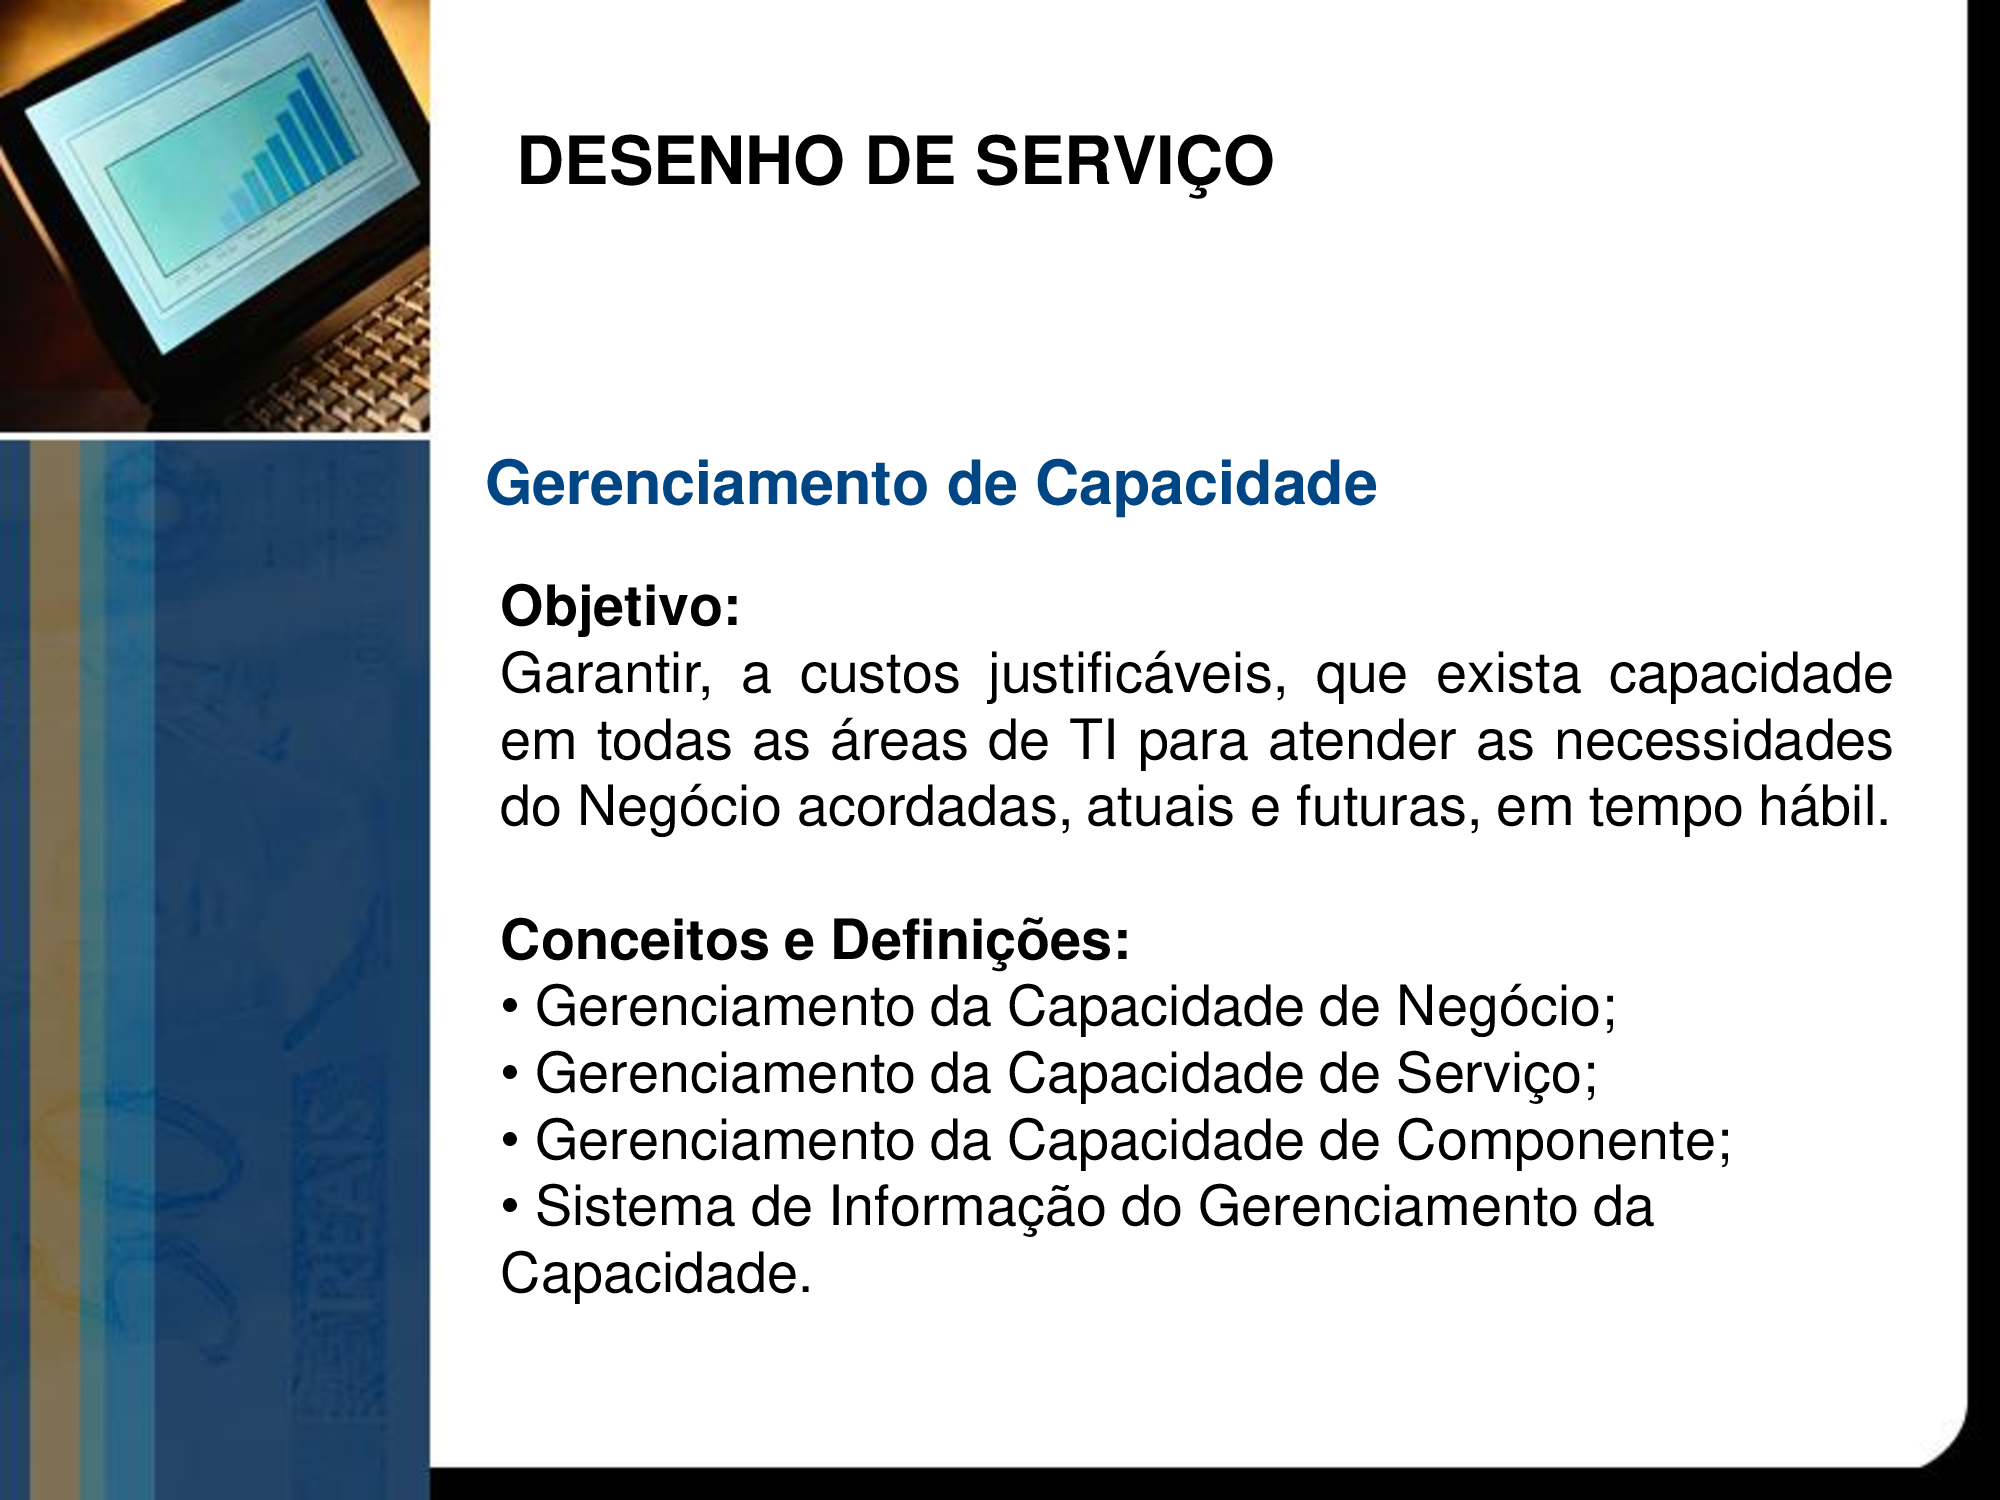 DESENHO DE SERVIÇO
Gerenciamento de Capacidade
Objetivo:
Garantir, a custos justificáveis, que exista capacidade
em todas as áreas de TI para atender as necessidades
do Negócio acordadas, atuais e futuras, em tempo hábil.
Conceitos e Definições:
• Gerenciamento da Capacidade de Negócio;
• Gerenciamento da Capacidade de Serviço;
• Gerenciamento da Capacidade de Componente;
• Sistema de Informação do Gerenciamento da
Capacidade.
REAIS